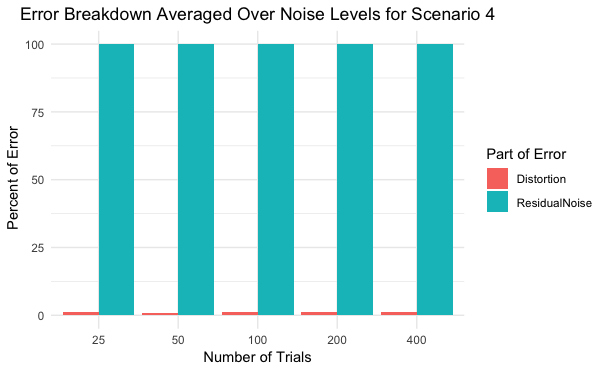 Error Breakdown Averaged Over Noise Levels for Scenario 4
Percent of Error
100
75
50
25
0
25
50
100
200
400
Number of Trials
Part of Error
Distortion
ResidualNoise